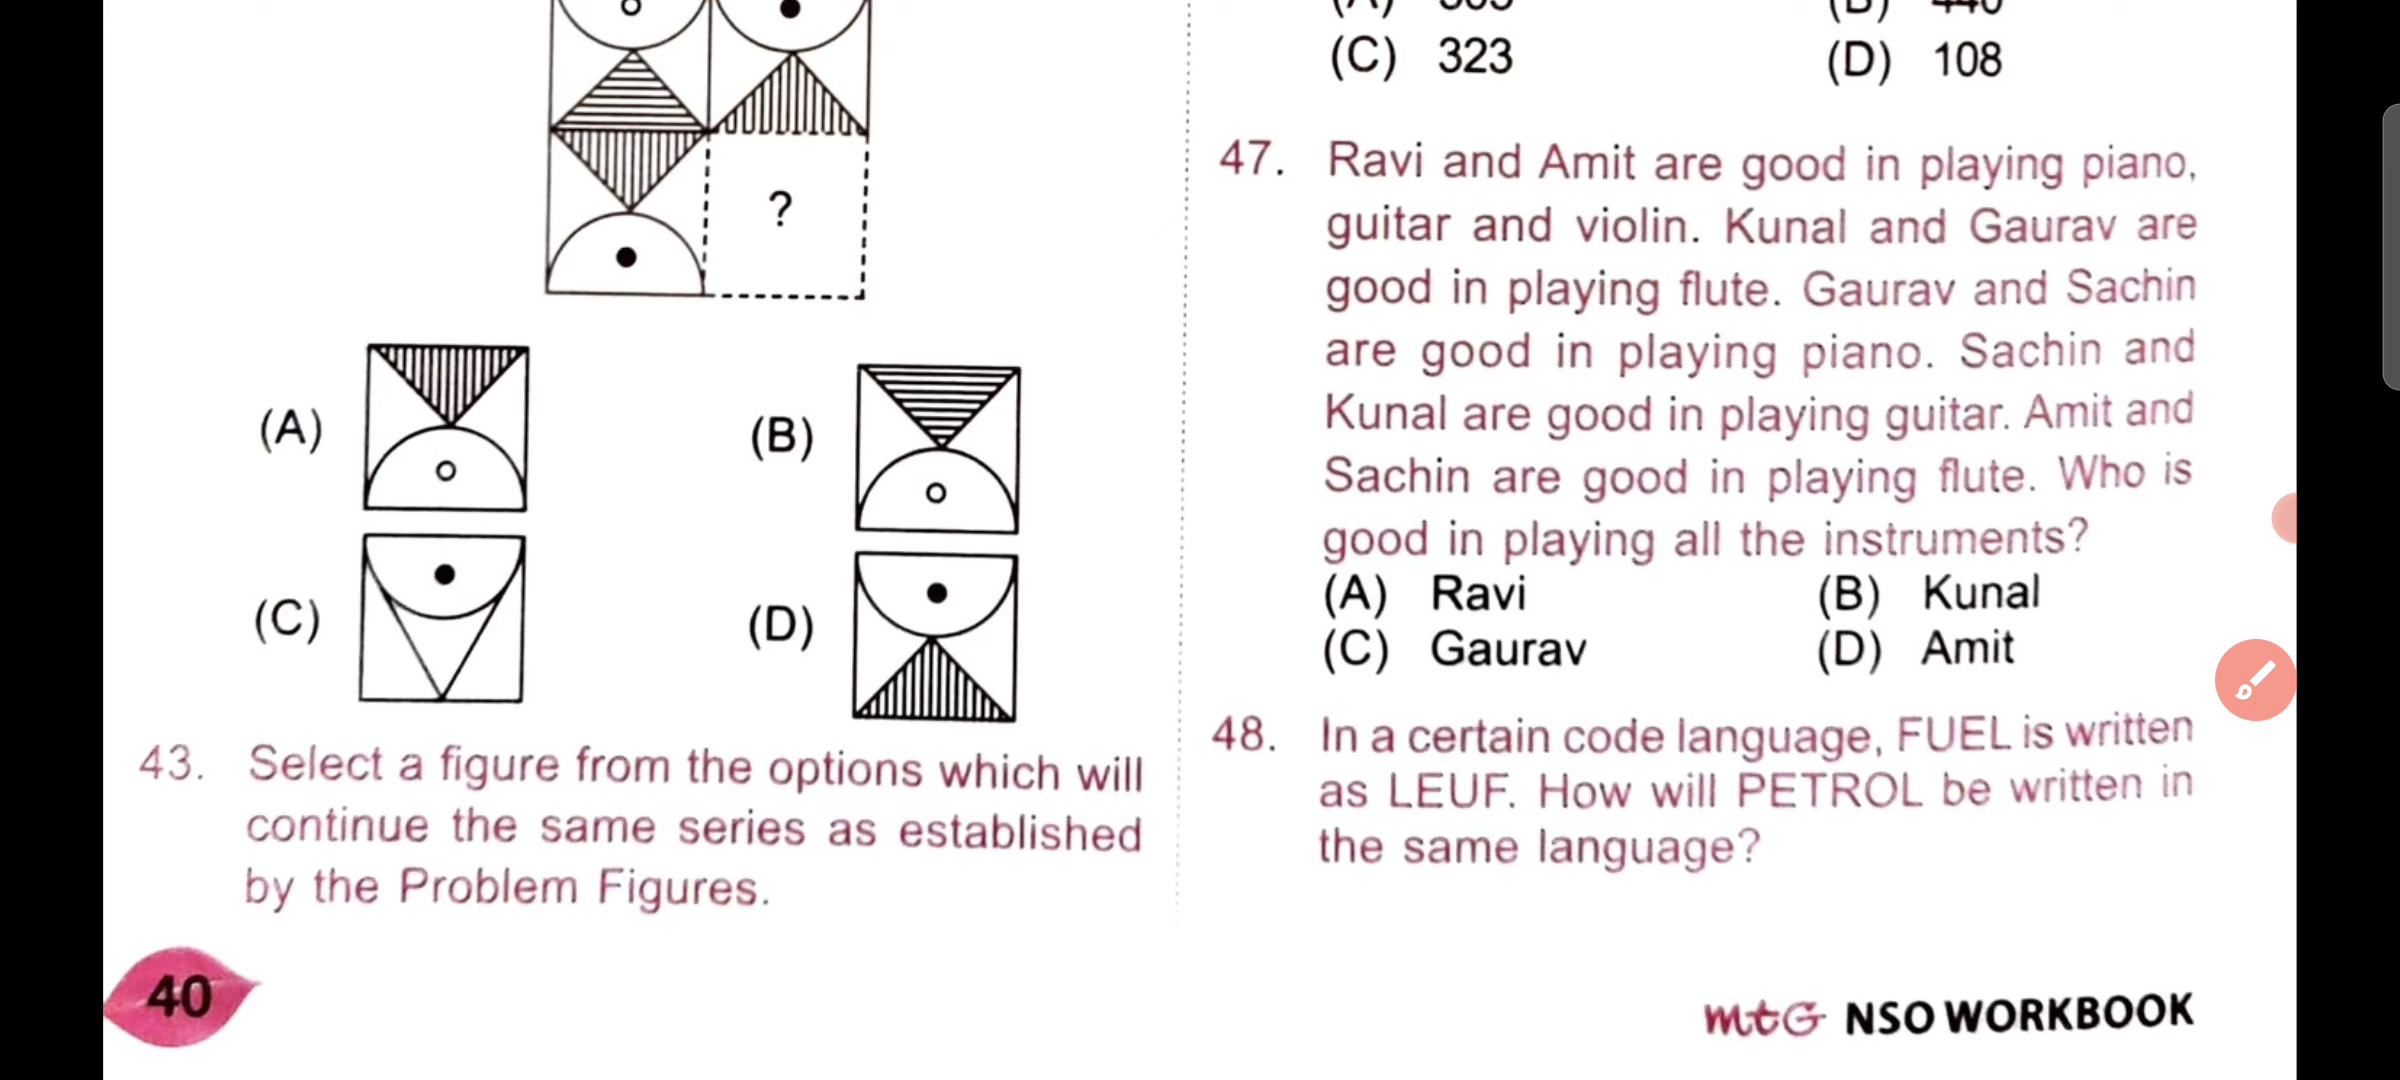 ?
(A)
(B)
(C)
(D)
43. Select a figure from the options which will
continue the same series as established
by the Problem Figures.
40
(C) 323
(D) 108
47. Ravi and Amit are good in playing piano,
guitar and violin. Kunal and Gaurav are
good in playing flute. Gaurav and Sachin
are good in playing piano. Sachin and
Kunal are good in playing guitar. Amit and
Sachin are good in playing flute. Who is
good in playing all the instruments?
(A) Ravi
(B) Kunal
(C) Gaurav
(D) Amit
48. In a certain code language, FUEL is written
as LEUF. How will PETROL be written in
the same language?
mtG NSO WORKBOOK